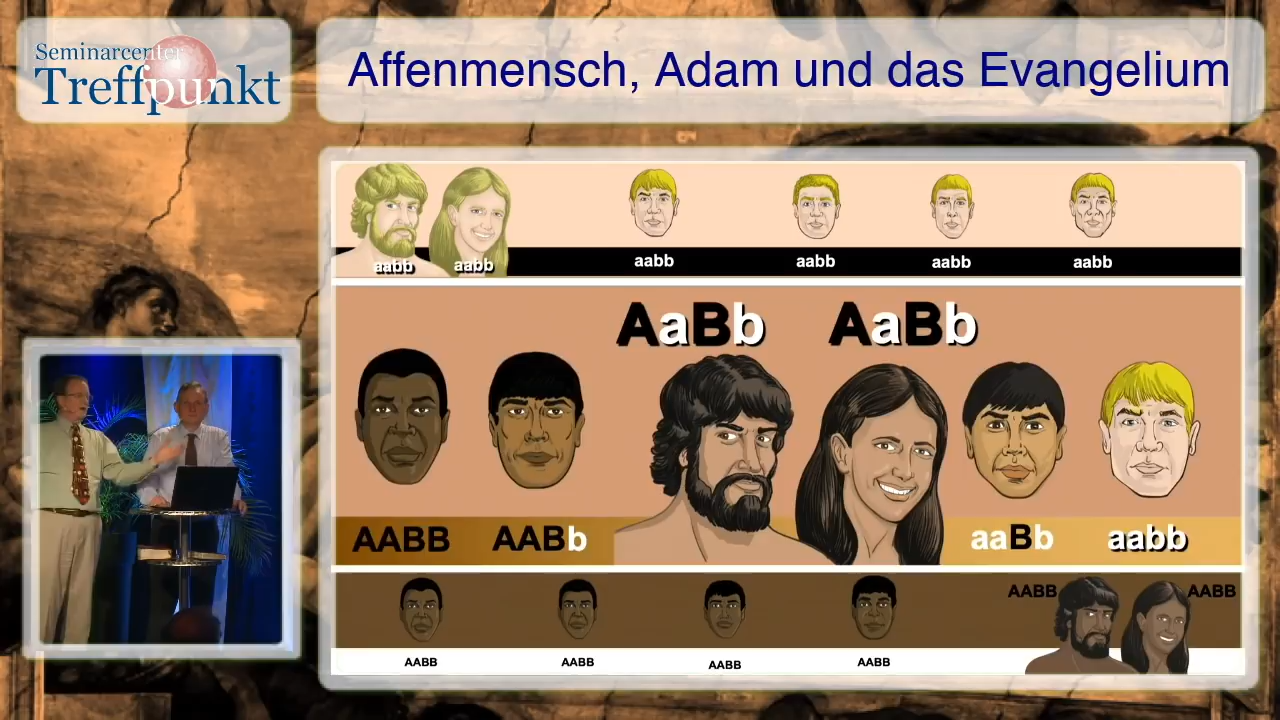 Seminarcenter
Treffpunkt
Affenmensch, Adam und das Evangelium
aabb aabb aabb aabb aabb aabb
AaBb AaBb
AABB AABb aaBb aabb
AABB AABB
AABB AABB AABB AABB